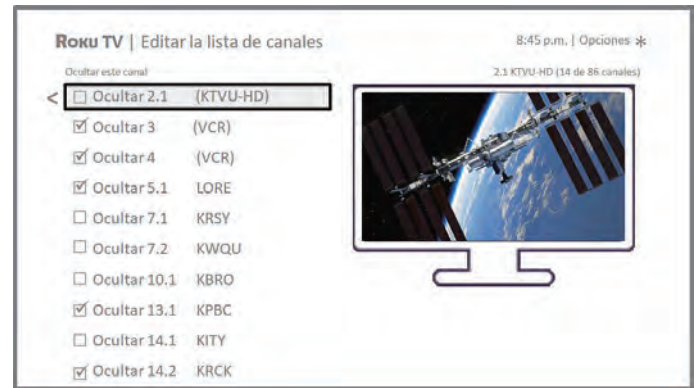 ROKU TV | Editar la lista de canales
8:45 p.m. | Opciones ✱
Ocultar este canal
2.1 KTVU-HD (14 de 86 canales)
< ☐ Ocultar 2.1 (KTVU-HD)
☑ Ocultar 3 (VCR)
☑ Ocultar 4 (VCR)
☑ Ocultar 5.1 LORE
☐ Ocultar 7.1 KRSY
☐ Ocultar 7.2 KWQU
☐ Ocultar 10.1 KBRO
☑ Ocultar 13.1 KPBC
☐ Ocultar 14.1 KITY
☑ Ocultar 14.2 KRCK